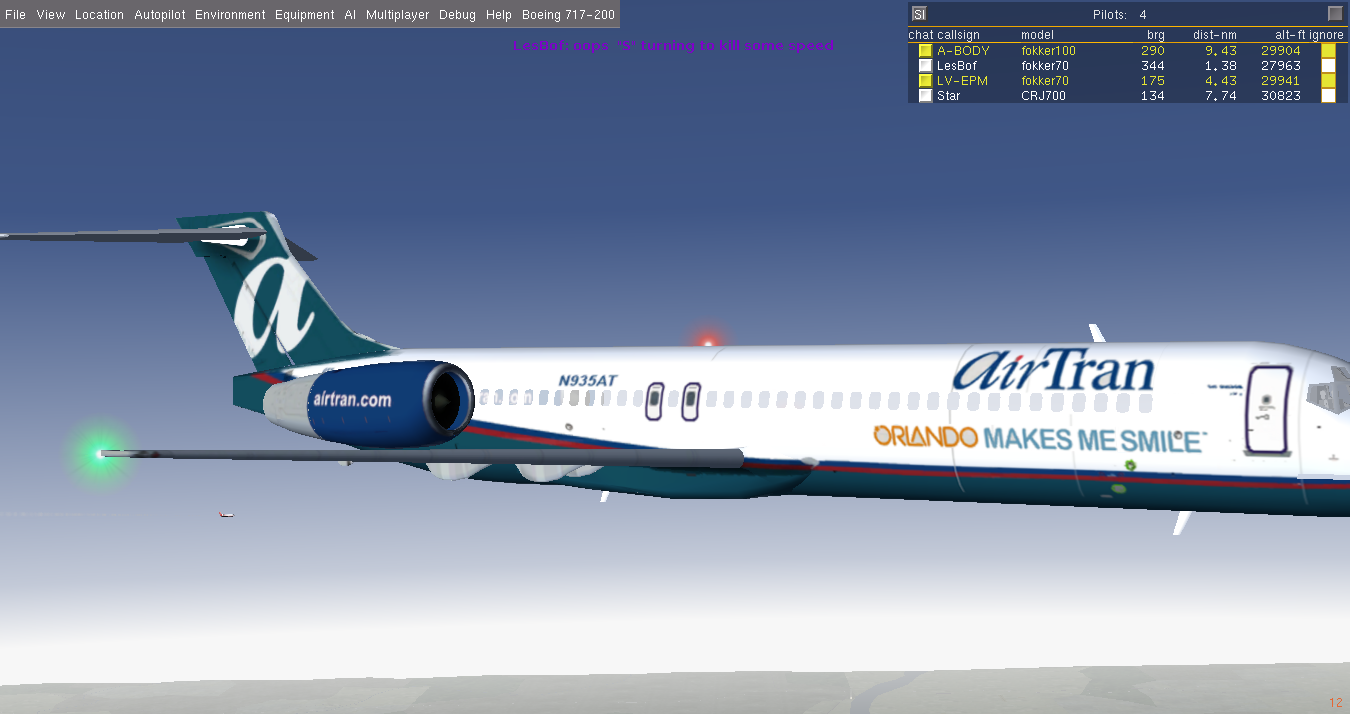 File View Location Autopilot Environment Equipment AI Multiplayer Debug Help Boeing 717-200
SI Pilots: 4
chat callsign model brg dist-nm alt-ft ignore
A-BODY fokker100 290 9.43 29904
LesBof fokker70 344 1.38 27963
LV-EPM fokker70 175 4.43 29941
Star CRJ700 134 7.74 30823
LesBof: oops "S" turning to kill some speed
a
airtran.com
N935AT
airTran
ORLANDO MAKES ME SMILE
12